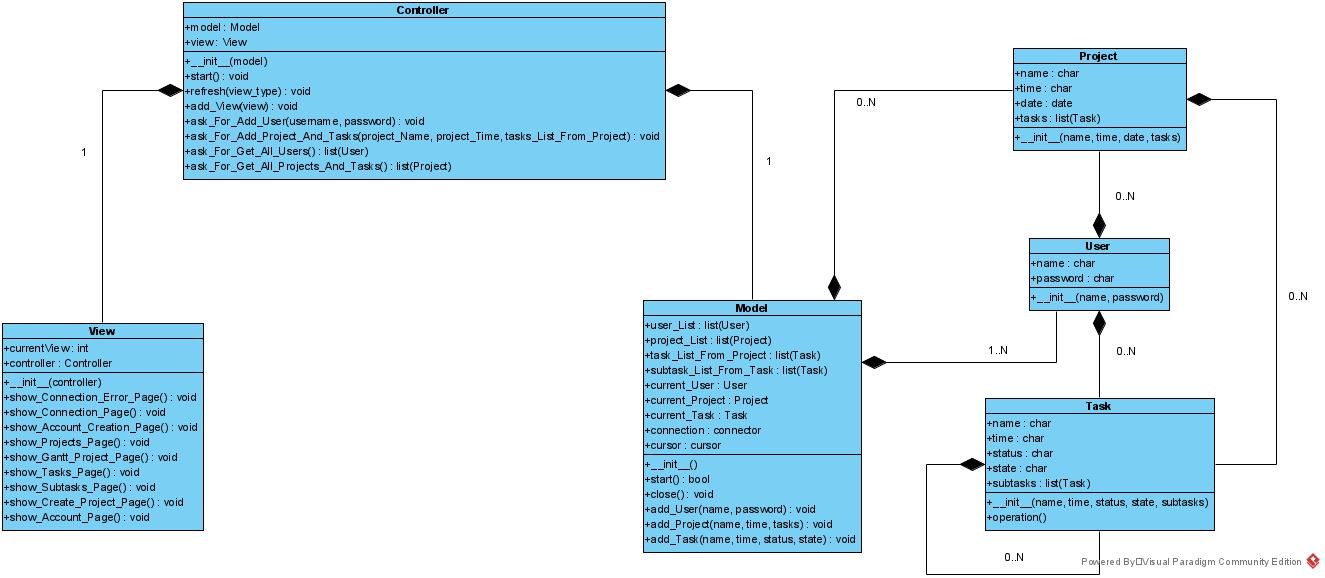 Controller
+model : Model
+view : View
+__init__(model)
+start() : void
+refresh(view_type) : void
+add_View(view) : void
+ask_For_Add_User(username, password) : void
+ask_For_Add_Project_And_Tasks(project_Name, project_Time, tasks_List_From_Project) : void
+ask_For_Get_All_Users() : list(User)
+ask_For_Get_All_Projects_And_Tasks() : list(Project)
1
1
View
+currentView : int
+controller : Controller
+__init__(controller)
+show_Connection_Error_Page() : void
+show_Connection_Page() : void
+show_Account_Creation_Page() : void
+show_Projects_Page() : void
+show_Gantt_Project_Page() : void
+show_Tasks_Page() : void
+show_Subtasks_Page() : void
+show_Create_Project_Page() : void
+show_Account_Page() : void
Model
+user_List : list(User)
+project_List : list(Project)
+task_List_From_Project : list(Task)
+subtask_List_From_Task : list(Task)
+current_User : User
+current_Project : Project
+current_Task : Task
+connection : connector
+cursor : cursor
+__init__()
+start() : bool
+close() : void
+add_User(name, password) : void
+add_Project(name, time, tasks) : void
+add_Task(name, time, status, state) : void
0..N
Project
+name : char
+time : char
+date : date
+tasks : list(Task)
+__init__(name, time, date, tasks)
0..N
User
+name : char
+password : char
+__init__(name, password)
0..N
1..N
0..N
Task
+name : char
+time : char
+status : char
+state : char
+subtasks : list(Task)
+__init__(name, time, status, state, subtasks)
+operation()
0..N
Powered By□Visual Paradigm Community Edition